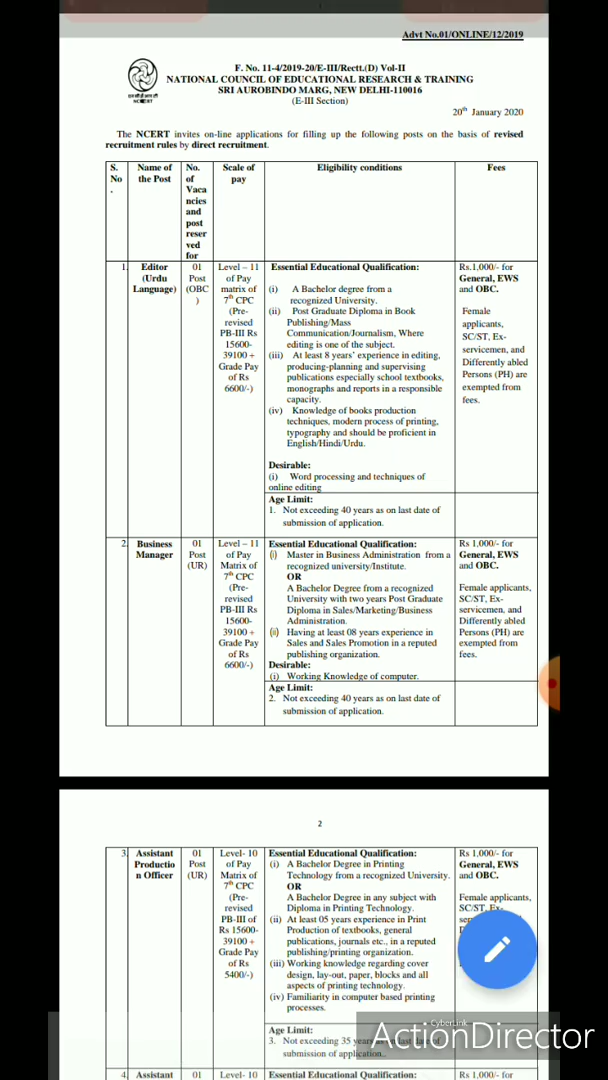 Advt No.01/ONLINE/12/2019
F. No. 11-4/2019-20/E-III/Rectt.(D) Vol-II
NATIONAL COUNCIL OF EDUCATIONAL RESEARCH & TRAINING
SRI AUROBINDO MARG, NEW DELHI-110016
(E-III Section)
NCERT
20th January 2020
The NCERT invites on-line applications for filling up the following posts on the basis of revised
recruitment rules by direct recruitment.
S.
No
.
Name of
the Post
No.
of
Vaca
ncies
and
post
reser
ved
for
Scale of
pay
Eligibility conditions
Fees
1.
Editor
(Urdu
Language)
01
Post
(OBC
)
Level – 11
of Pay
matrix of
7th CPC
(Pre-
revised
PB-III Rs
15600-
39100 +
Grade Pay
of Rs
6600/-)
Essential Educational Qualification:
(i) A Bachelor degree from a
recognized University.
(ii) Post Graduate Diploma in Book
Publishing/Mass
Communication/Journalism, Where
editing is one of the subject.
(iii) At least 8 years' experience in editing,
producing-planning and supervising
publications especially school textbooks,
monographs and reports in a responsible
capacity.
(iv) Knowledge of books production
techniques, modern process of printing,
typography and should be proficient in
English/Hindi/Urdu.
Desirable:
(i) Word processing and techniques of
online editing
Age Limit:
1. Not exceeding 40 years as on last date of
submission of application.
Rs.1,000/- for
General, EWS
and OBC.
Female
applicants,
SC/ST, Ex-
servicemen, and
Differently abled
Persons (PH) are
exempted from
fees.
2.
Business
Manager
01
Post
(UR)
Level – 11
of Pay
Matrix of
7th CPC
(Pre-
revised
PB-III Rs
15600-
39100 +
Grade Pay
of Rs
6600/-)
Essential Educational Qualification:
(i) Master in Business Administration from a
recognized university/Institute.
OR
A Bachelor Degree from a recognized
University with two years Post Graduate
Diploma in Sales/Marketing/Business
Administration.
(ii) Having at least 08 years experience in
Sales and Sales Promotion in a reputed
publishing organization.
Desirable:
(i) Working Knowledge of computer.
Age Limit:
2. Not exceeding 40 years as on last date of
submission of application.
Rs 1,000/- for
General, EWS
and OBC.
Female applicants,
SC/ST, Ex-
servicemen, and
Differently abled
Persons (PH) are
exempted from
fees.
2
3.
Assistant
Productio
n Officer
01
Post
(UR)
Level- 10
of Pay
Matrix of
7th CPC
(Pre-
revised
PB-III of
Rs 15600-
39100 +
Grade Pay
of Rs
5400/-)
Essential Educational Qualification:
(i) A Bachelor Degree in Printing
Technology from a recognized University.
OR
A Bachelor Degree in any subject with
Diploma in Printing Technology.
(ii) At least 05 years experience in Print
Production of textbooks, general
publications, journals etc., in a reputed
publishing/printing organization.
(iii) Working knowledge regarding cover
design, lay-out, paper, blocks and all
aspects of printing technology.
(iv) Familiarity in computer based printing
processes.
Age Limit:
3. Not exceeding 35 years as on last date of
submission of application..
Rs 1,000/- for
General, EWS
and OBC.
Female applicants,
SC/ST, Ex-
4.
Assistant
01
Level- 10
Essential Educational Qualification:
Rs 1,000/- for
CyberLink
ActionDirector